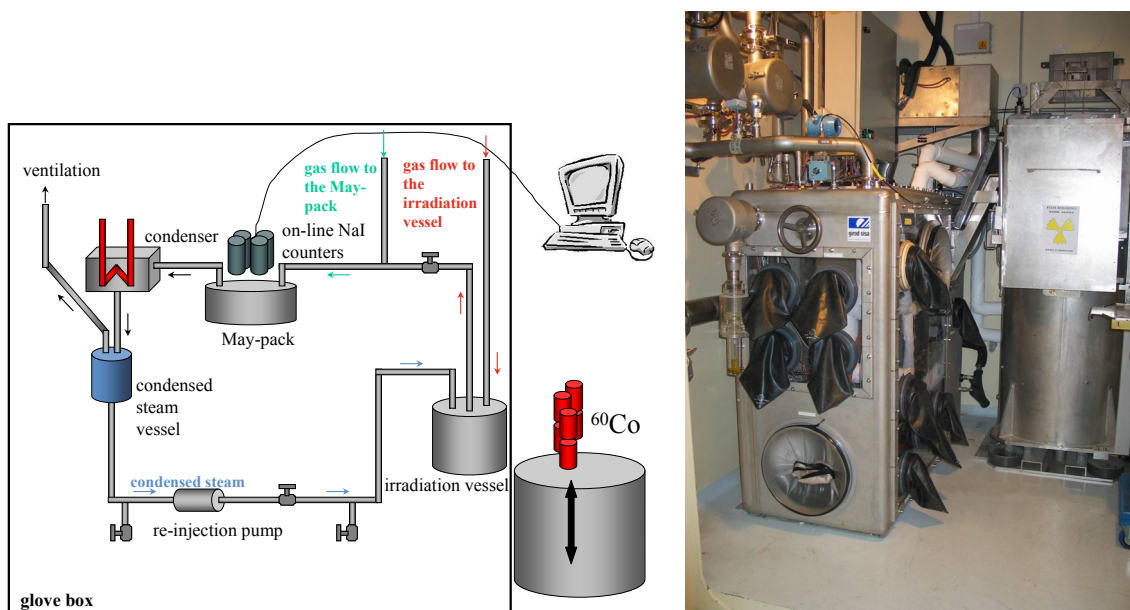 ventilation
condenser
gas flow to
the May-
pack
gas flow to
the
irradiation
vessel
on-line NaI
counters
May-pack
condensed
steam
vessel
⁶⁰Co
condensed steam
irradiation vessel
re-injection pump
glove box